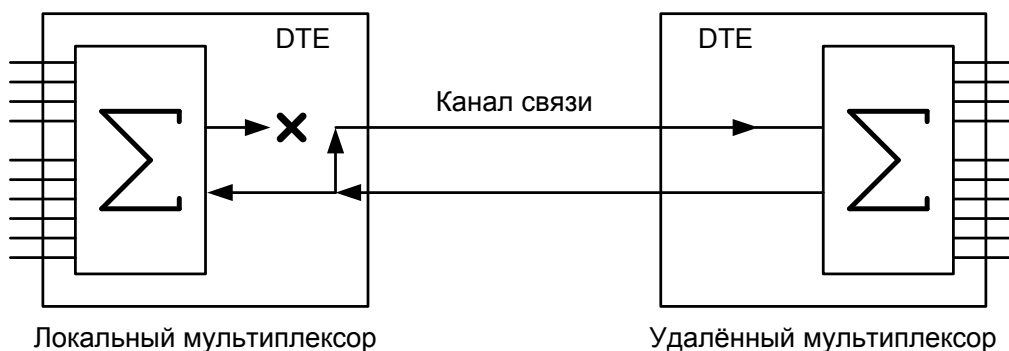 DTE
DTE
Канал связи
Локальный мультиплексор
Удалённый мультиплексор